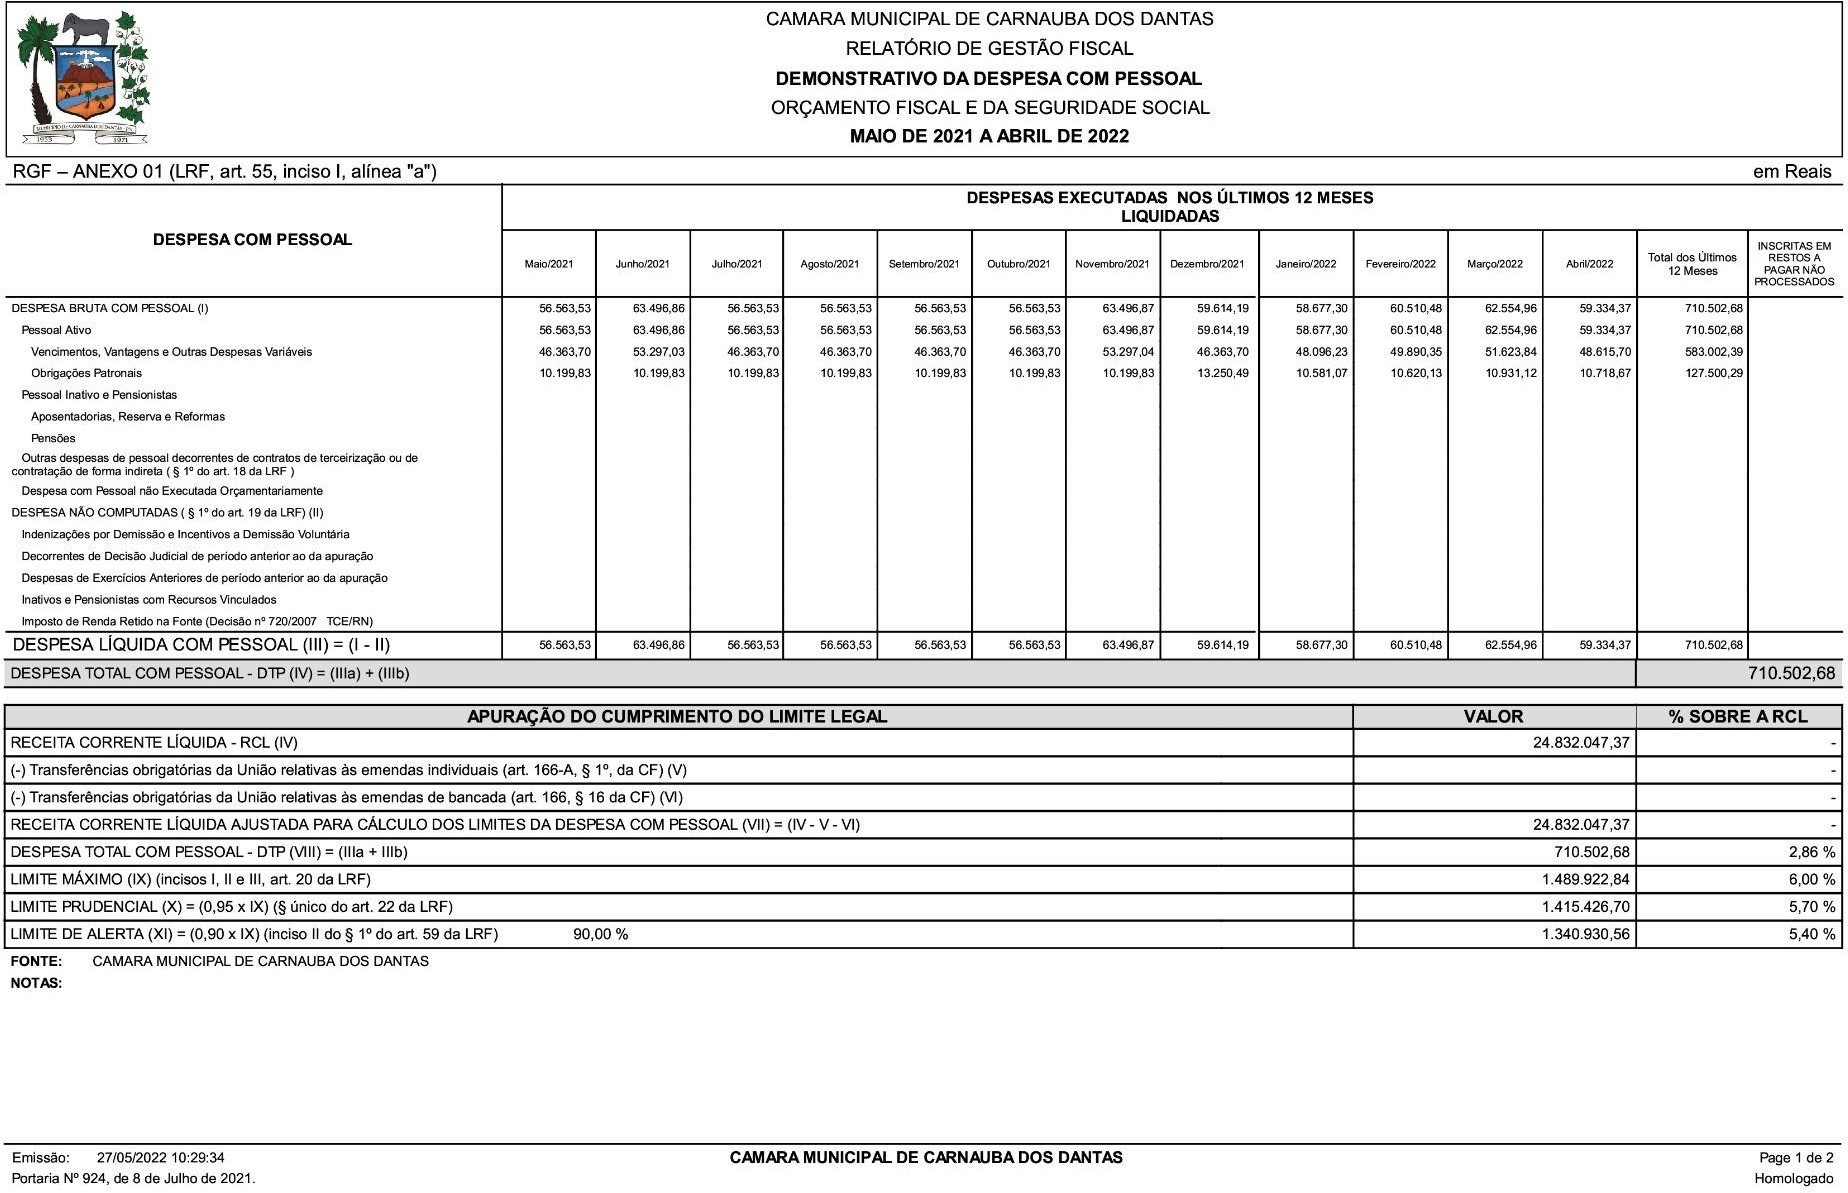 CAMARA MUNICIPAL DE CARNAUBA DOS DANTAS
RELATÓRIO DE GESTÃO FISCAL
DEMONSTRATIVO DA DESPESA COM PESSOAL
ORÇAMENTO FISCAL E DA SEGURIDADE SOCIAL
MAIO DE 2021 A ABRIL DE 2022
MUNICIPIO DE CARNAUBA DOS DANTAS - RN
1953 1971
RGF – ANEXO 01 (LRF, art. 55, inciso I, alínea "a") em Reais
DESPESA COM PESSOAL
DESPESAS EXECUTADAS NOS ÚLTIMOS 12 MESES
LIQUIDADAS
Maio/2021 Junho/2021 Julho/2021 Agosto/2021 Setembro/2021 Outubro/2021 Novembro/2021 Dezembro/2021 Janeiro/2022 Fevereiro/2022 Março/2022 Abril/2022 Total dos Últimos 12 Meses INSCRITAS EM RESTOS A PAGAR NÃO PROCESSADOS
DESPESA BRUTA COM PESSOAL (I) 56.563,53 63.496,86 56.563,53 56.563,53 56.563,53 56.563,53 63.496,87 59.614,19 58.677,30 60.510,48 62.554,96 59.334,37 710.502,68
Pessoal Ativo 56.563,53 63.496,86 56.563,53 56.563,53 56.563,53 56.563,53 63.496,87 59.614,19 58.677,30 60.510,48 62.554,96 59.334,37 710.502,68
Vencimentos, Vantagens e Outras Despesas Variáveis 46.363,70 53.297,03 46.363,70 46.363,70 46.363,70 46.363,70 53.297,04 46.363,70 48.096,23 49.890,35 51.623,84 48.615,70 583.002,39
Obrigações Patronais 10.199,83 10.199,83 10.199,83 10.199,83 10.199,83 10.199,83 10.199,83 13.250,49 10.581,07 10.620,13 10.931,12 10.718,67 127.500,29
Pessoal Inativo e Pensionistas
Aposentadorias, Reserva e Reformas
Pensões
Outras despesas de pessoal decorrentes de contratos de terceirização ou de
contratação de forma indireta ( § 1º do art. 18 da LRF )
Despesa com Pessoal não Executada Orçamentariamente
DESPESA NÃO COMPUTADAS ( § 1º do art. 19 da LRF) (II)
Indenizações por Demissão e Incentivos a Demissão Voluntária
Decorrentes de Decisão Judicial de período anterior ao da apuração
Despesas de Exercícios Anteriores de período anterior ao da apuração
Inativos e Pensionistas com Recursos Vinculados
Imposto de Renda Retido na Fonte (Decisão nº 720/2007 TCE/RN)
DESPESA LÍQUIDA COM PESSOAL (III) = (I - II) 56.563,53 63.496,86 56.563,53 56.563,53 56.563,53 56.563,53 63.496,87 59.614,19 58.677,30 60.510,48 62.554,96 59.334,37 710.502,68
DESPESA TOTAL COM PESSOAL - DTP (IV) = (IIIa) + (IIIb) 710.502,68
APURAÇÃO DO CUMPRIMENTO DO LIMITE LEGAL VALOR % SOBRE A RCL
RECEITA CORRENTE LÍQUIDA - RCL (IV) 24.832.047,37 -
(-) Transferências obrigatórias da União relativas às emendas individuais (art. 166-A, § 1º, da CF) (V) -
(-) Transferências obrigatórias da União relativas às emendas de bancada (art. 166, § 16 da CF) (VI) -
RECEITA CORRENTE LÍQUIDA AJUSTADA PARA CÁLCULO DOS LIMITES DA DESPESA COM PESSOAL (VII) = (IV - V - VI) 24.832.047,37 -
DESPESA TOTAL COM PESSOAL - DTP (VIII) = (IIIa + IIIb) 710.502,68 2,86 %
LIMITE MÁXIMO (IX) (incisos I, II e III, art. 20 da LRF) 1.489.922,84 6,00 %
LIMITE PRUDENCIAL (X) = (0,95 x IX) (§ único do art. 22 da LRF) 1.415.426,70 5,70 %
LIMITE DE ALERTA (XI) = (0,90 x IX) (inciso II do § 1º do art. 59 da LRF) 90,00 % 1.340.930,56 5,40 %
FONTE: CAMARA MUNICIPAL DE CARNAUBA DOS DANTAS
NOTAS:
Emissão: 27/05/2022 10:29:34 CAMARA MUNICIPAL DE CARNAUBA DOS DANTAS Page 1 de 2
Portaria Nº 924, de 8 de Julho de 2021. Homologado